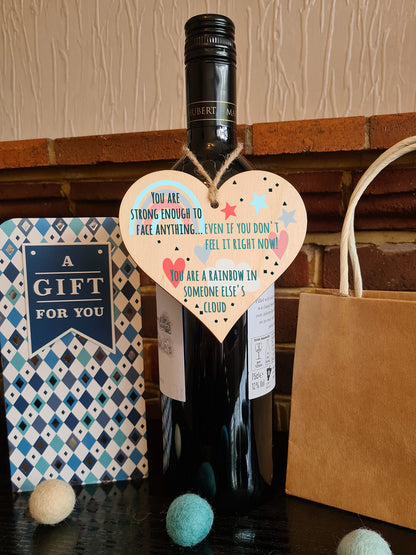 YOU ARE
STRONG ENOUGH TO
FACE ANYTHING...
EVEN IF YOU DON'T
FEEL IT RIGHT NOW!
YOU ARE A RAINBOW IN
SOMEONE ELSE'S
CLOUD
A
GIFT
FOR YOU
75cl